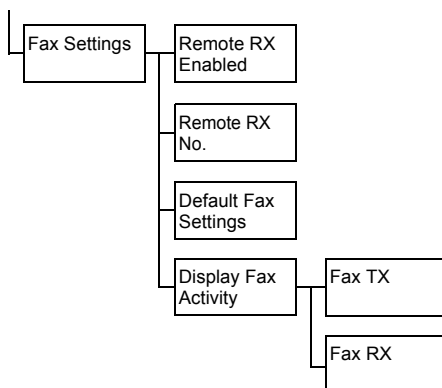 Fax Settings
Remote RX
Enabled
Remote RX
No.
Default Fax
Settings
Display Fax
Activity
Fax TX
Fax RX